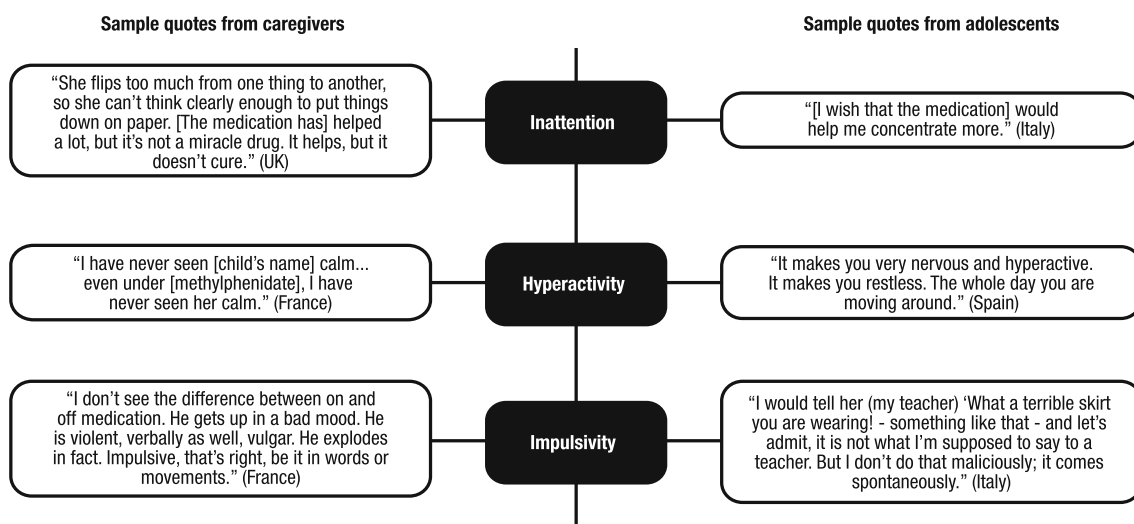 Sample quotes from caregivers
Sample quotes from adolescents
“She flips too much from one thing to another,
so she can’t think clearly enough to put things
down on paper. [The medication has] helped
a lot, but it’s not a miracle drug. It helps, but it
doesn’t cure.” (UK)
Inattention
“[I wish that the medication] would
help me concentrate more.” (Italy)
“I have never seen [child’s name] calm...
even under [methylphenidate], I have
never seen her calm.” (France)
Hyperactivity
“It makes you very nervous and hyperactive.
It makes you restless. The whole day you are
moving around.” (Spain)
“I don’t see the difference between on and
off medication. He gets up in a bad mood. He
is violent, verbally as well, vulgar. He explodes
in fact. Impulsive, that’s right, be it in words or
movements.” (France)
Impulsivity
“I would tell her (my teacher) ‘What a terrible skirt
you are wearing! - something like that - and let’s
admit, it is not what I’m supposed to say to a
teacher. But I don’t do that maliciously; it comes
spontaneously.” (Italy)